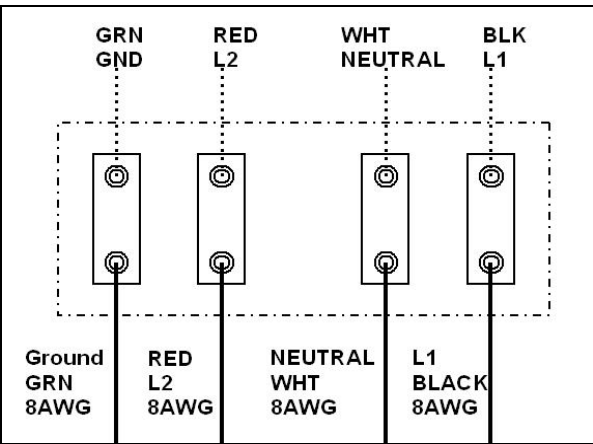 GRN RED WHT BLK
GND L2 NEUTRAL L1
Ground RED NEUTRAL L1
GRN L2 WHT BLACK
8AWG 8AWG 8AWG 8AWG